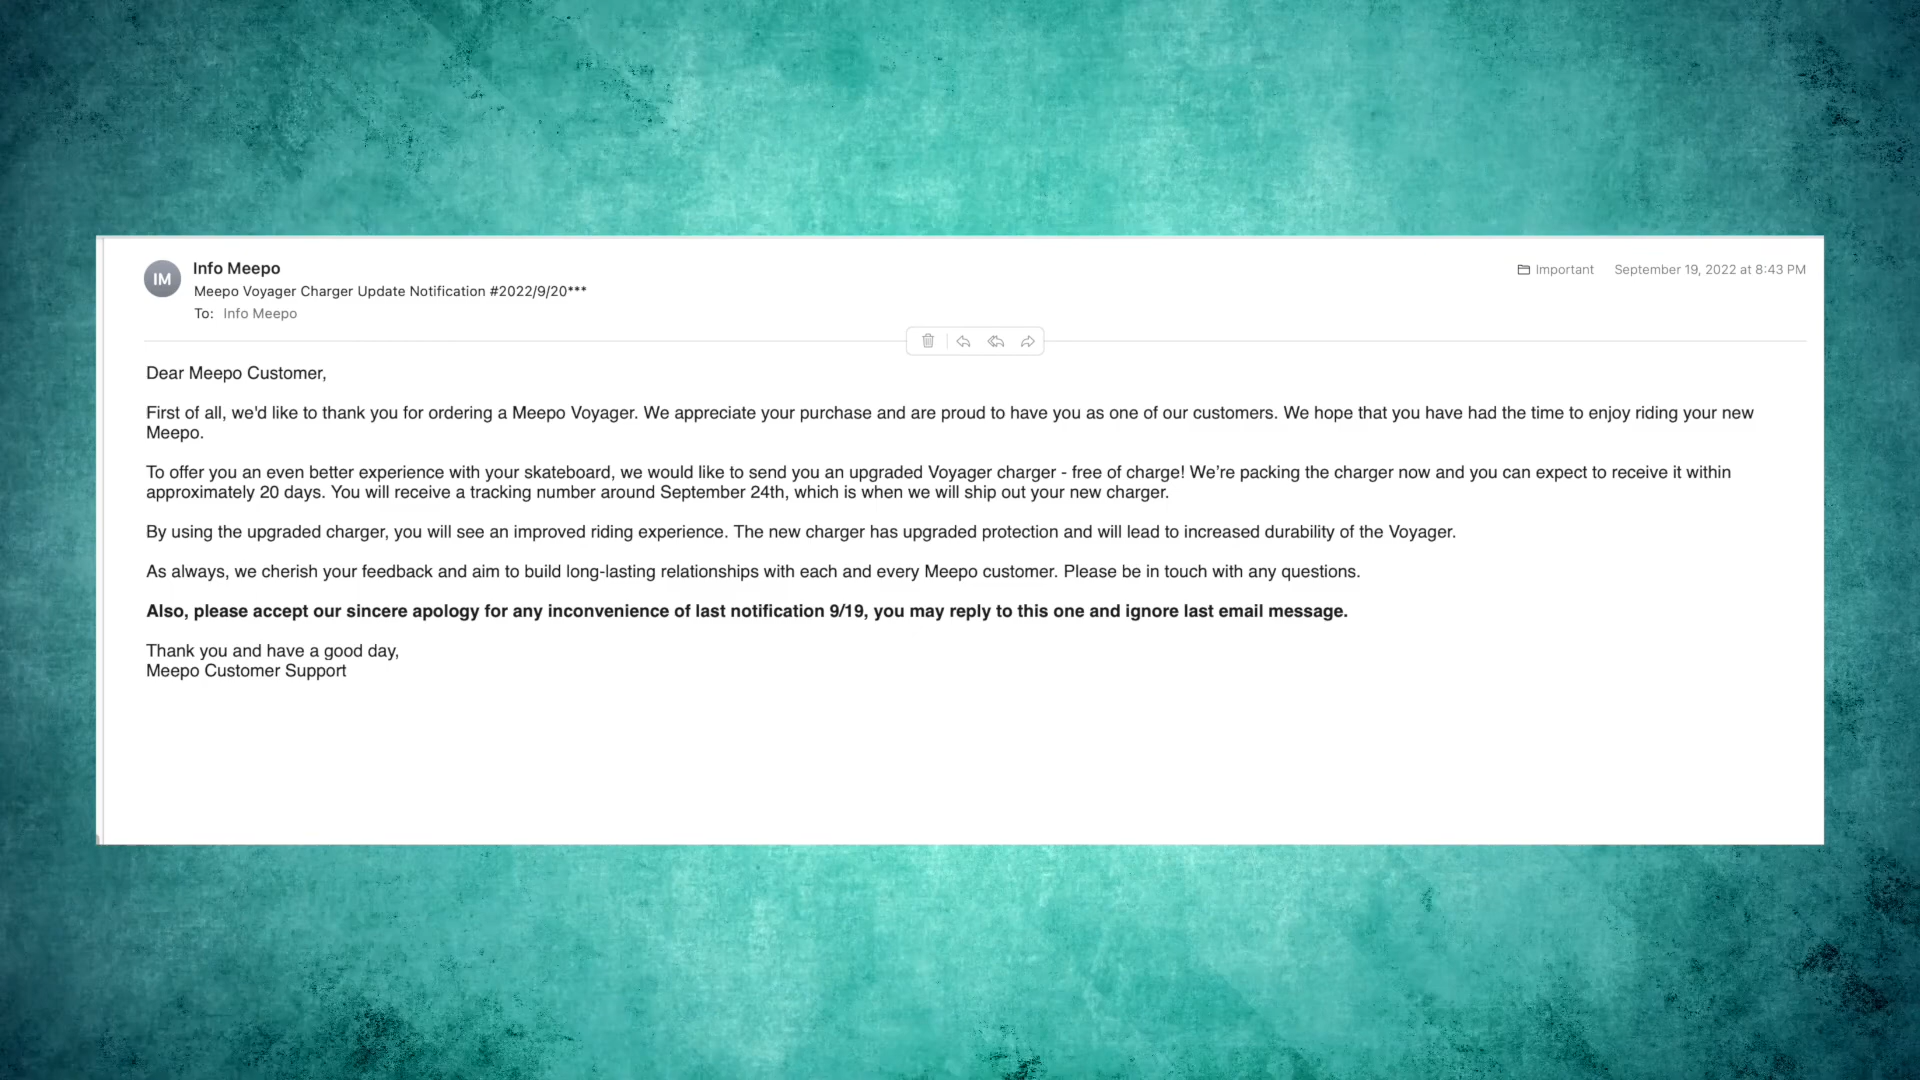 IM
Info Meepo
Important
September 19, 2022 at 8:43 PM
Meepo Voyager Charger Update Notification #2022/9/20***
To: Info Meepo
Dear Meepo Customer,
First of all, we'd like to thank you for ordering a Meepo Voyager. We appreciate your purchase and are proud to have you as one of our customers. We hope that you have had the time to enjoy riding your new
Meepo.
To offer you an even better experience with your skateboard, we would like to send you an upgraded Voyager charger - free of charge! We’re packing the charger now and you can expect to receive it within
approximately 20 days. You will receive a tracking number around September 24th, which is when we will ship out your new charger.
By using the upgraded charger, you will see an improved riding experience. The new charger has upgraded protection and will lead to increased durability of the Voyager.
As always, we cherish your feedback and aim to build long-lasting relationships with each and every Meepo customer. Please be in touch with any questions.
Also, please accept our sincere apology for any inconvenience of last notification 9/19, you may reply to this one and ignore last email message.
Thank you and have a good day,
Meepo Customer Support